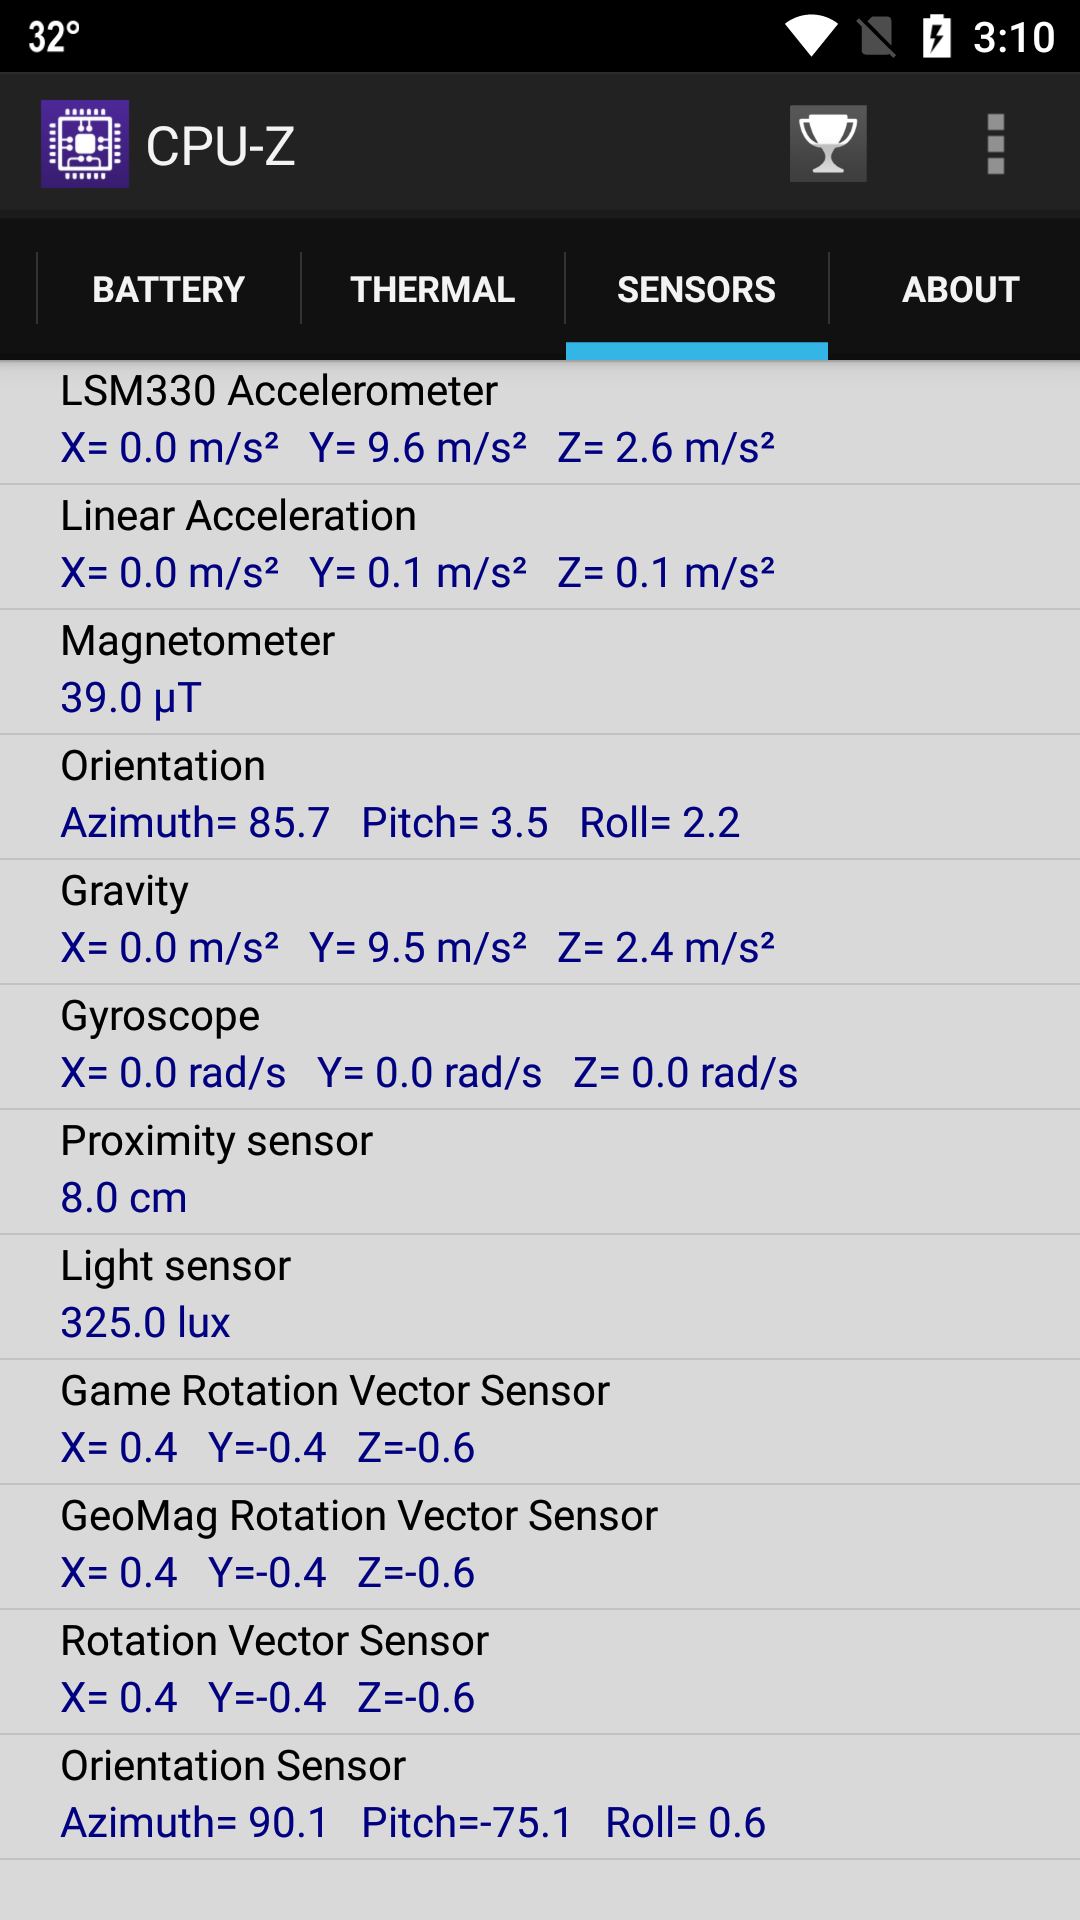 32°
3:10
CPU-Z
BATTERY THERMAL SENSORS ABOUT
LSM330 Accelerometer
X= 0.0 m/s² Y= 9.6 m/s² Z= 2.6 m/s²
Linear Acceleration
X= 0.0 m/s² Y= 0.1 m/s² Z= 0.1 m/s²
Magnetometer
39.0 μT
Orientation
Azimuth= 85.7 Pitch= 3.5 Roll= 2.2
Gravity
X= 0.0 m/s² Y= 9.5 m/s² Z= 2.4 m/s²
Gyroscope
X= 0.0 rad/s Y= 0.0 rad/s Z= 0.0 rad/s
Proximity sensor
8.0 cm
Light sensor
325.0 lux
Game Rotation Vector Sensor
X= 0.4 Y=-0.4 Z=-0.6
GeoMag Rotation Vector Sensor
X= 0.4 Y=-0.4 Z=-0.6
Rotation Vector Sensor
X= 0.4 Y=-0.4 Z=-0.6
Orientation Sensor
Azimuth= 90.1 Pitch=-75.1 Roll= 0.6